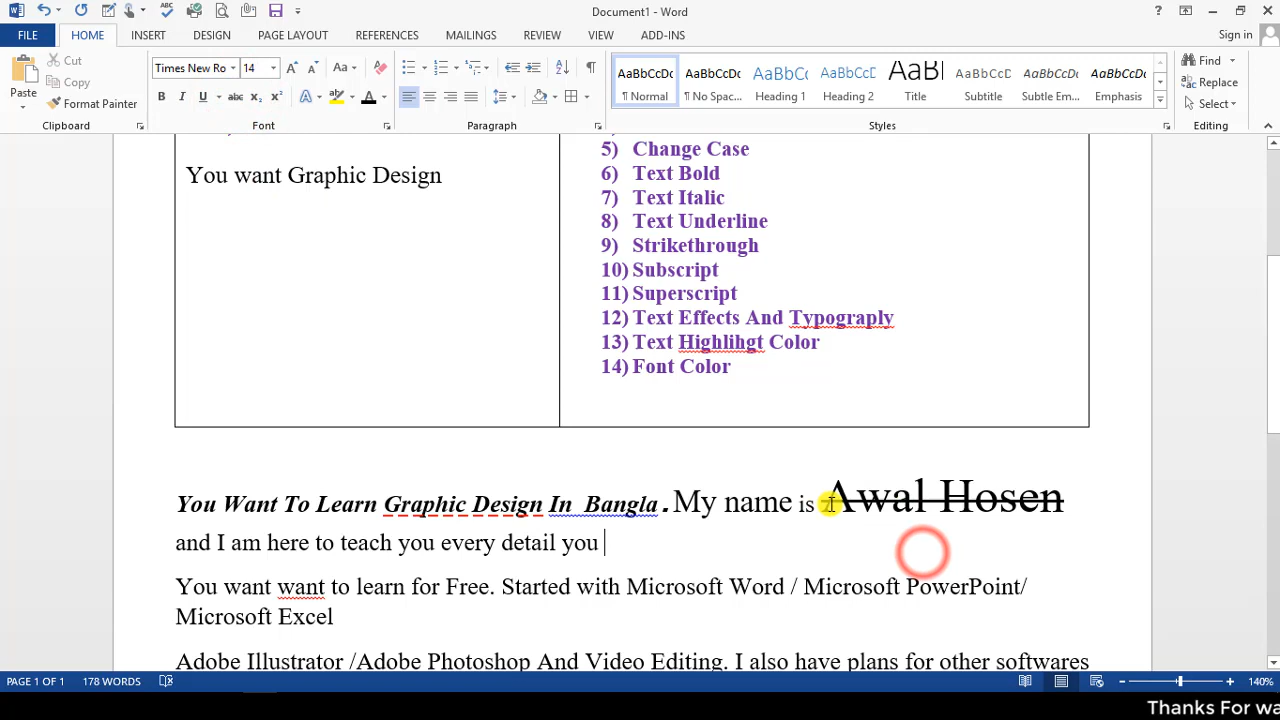 Document1 - Word
Sign in
FILE HOME INSERT DESIGN PAGE LAYOUT REFERENCES MAILINGS REVIEW VIEW ADD-INS
Cut
Copy
Format Painter
Paste
Clipboard
Times New Ro 14
Font
Paragraph
AaBbCcDc AaBbCcDc AaBbCc AaBbCcD AaBl AaBbCcD AaBbCcDc AaBbCcDc
¶ Normal ¶ No Spac... Heading 1 Heading 2 Title Subtitle Subtle Em... Emphasis
Styles
Find
Replace
Select
Editing
You want Graphic Design
5) Change Case
6) Text Bold
7) Text Italic
8) Text Underline
9) Strikethrough
10) Subscript
11) Superscript
12) Text Effects And Typograply
13) Text Highlihgt Color
14) Font Color
You Want To Learn Graphic Design In Bangla. My name is Awal Hosen
and I am here to teach you every detail you
You want want to learn for Free. Started with Microsoft Word / Microsoft PowerPoint/
Microsoft Excel
Adobe Illustrator /Adobe Photoshop And Video Editing. I also have plans for other softwares
PAGE 1 OF 1 178 WORDS 140%
Thanks For wa